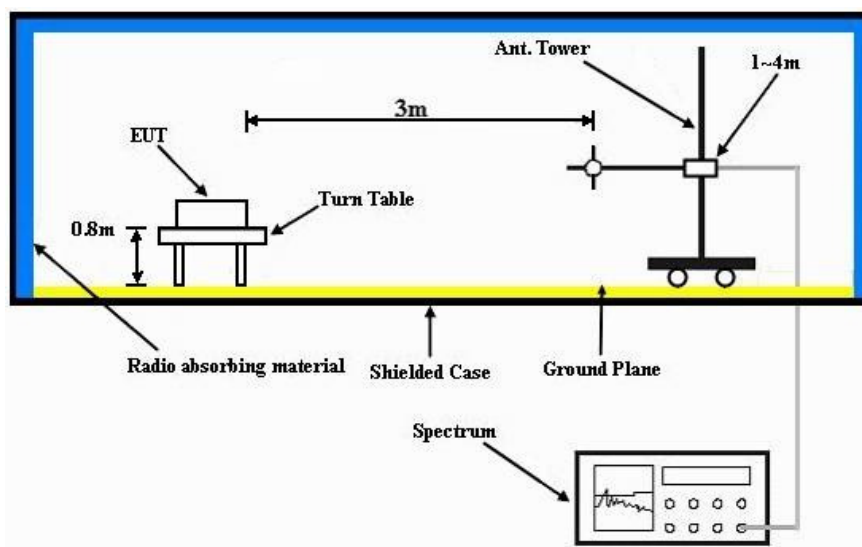 Ant. Tower
1~4m
3m
EUT
Turn Table
0.8m
Radio absorbing material
Shielded Case
Ground Plane
Spectrum